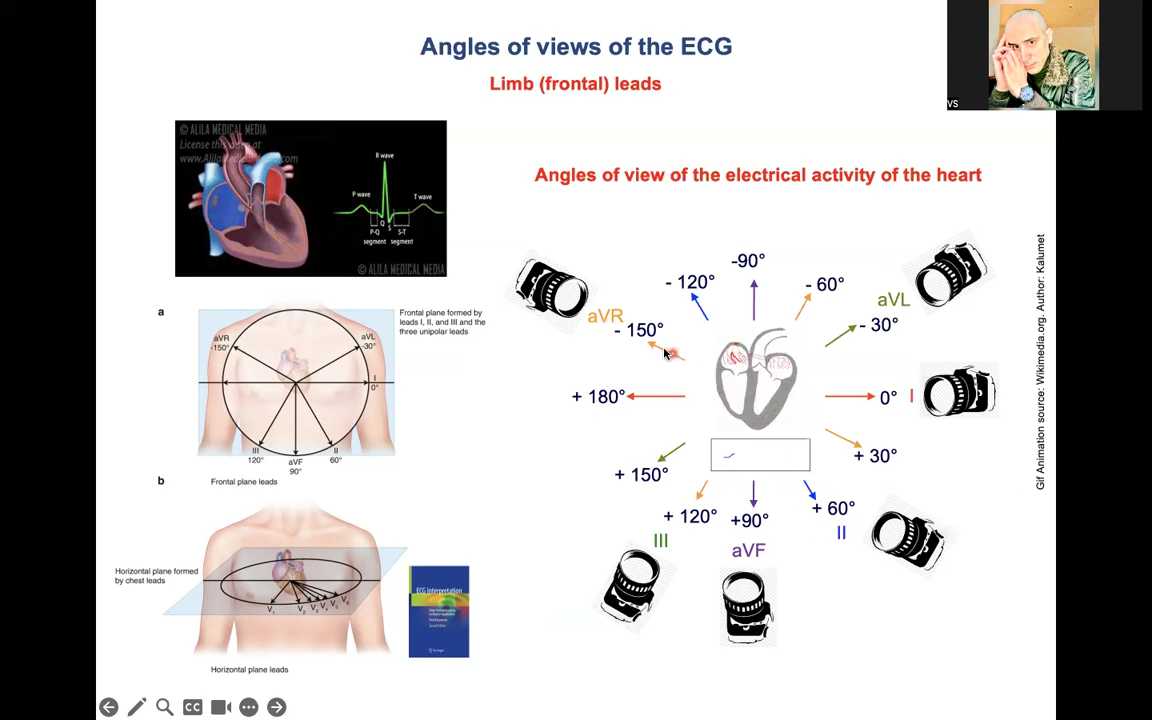 Angles of views of the ECG
Limb (frontal) leads
VS
© ALILA MEDICAL MEDIA
License this at
www.Alila .com
R wave
P wave
T wave
Q
S
P-Q
segment
S-T
segment
© ALILA MEDICAL MEDIA
Angles of view of the electrical activity of the heart
-90°
- 120°
- 60°
aVL
- 30°
aVR
- 150°
+ 180°
0° I
+ 150°
+ 30°
+ 120°
III
+90°
aVF
+ 60°
II
Gif Animation source: Wikimedia.org. Author: Kalumet
a
Frontal plane formed by
leads I, II, and III and the
three unipolar leads
aVR
-150°
aVL
-30°
I
0°
III
120°
aVF
90°
II
60°
Frontal plane leads
b
Horizontal plane formed
by chest leads
V1
V2
V3
V4
V5
V6
Horizontal plane leads
ECG Interpretation
CC